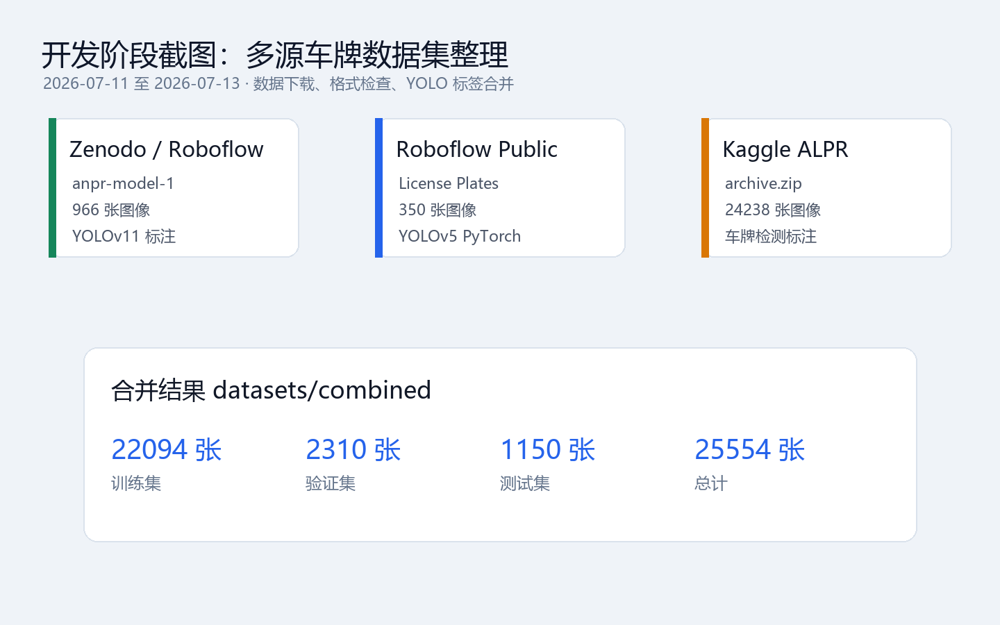 开发阶段截图：多源车牌数据集整理
2026-07-11 至 2026-07-13 · 数据下载、格式检查、YOLO 标签合并
Zenodo / Roboflow
anpr-model-1
966 张图像
YOLOv11 标注
Roboflow Public
License Plates
350 张图像
YOLOv5 PyTorch
Kaggle ALPR
archive.zip
24238 张图像
车牌检测标注
合并结果 datasets/combined
22094 张
训练集
2310 张
验证集
1150 张
测试集
25554 张
总计